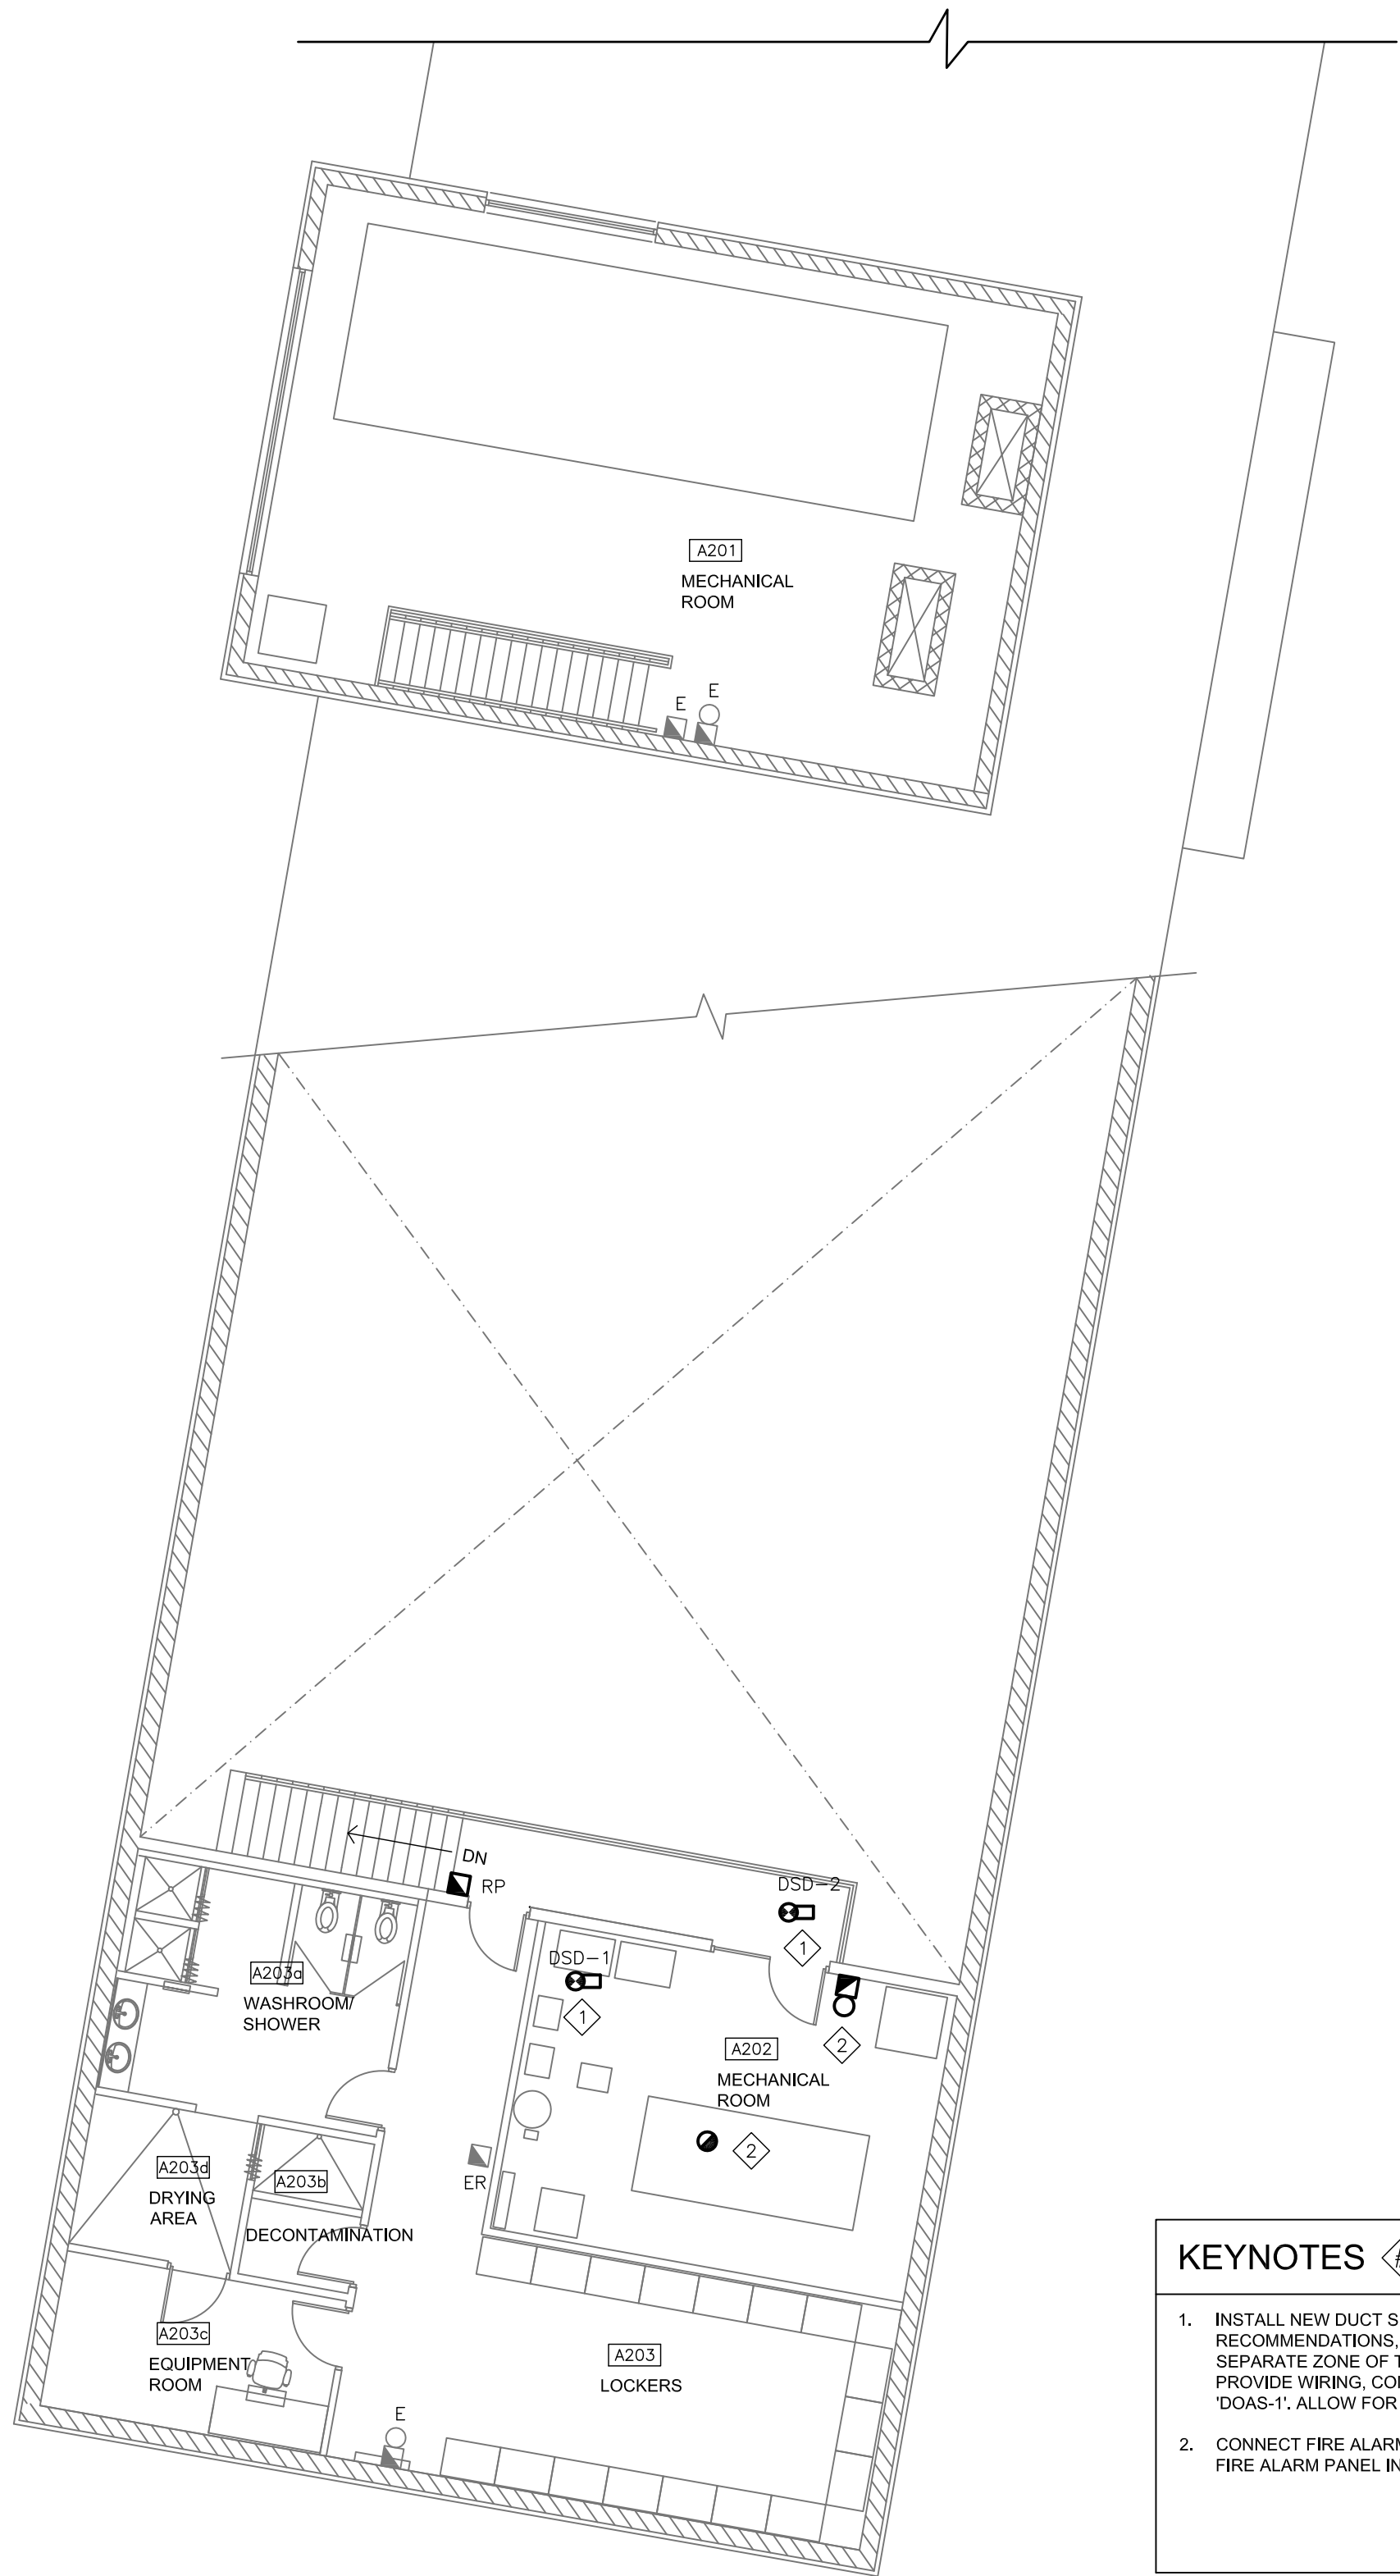 A201
MECHANICAL
ROOM
E
E
DN
RP
DSD-2
1
DSD-1
1
2
A203a
WASHROOM/
SHOWER
A202
MECHANICAL
ROOM
2
ER
A203d
DRYING
AREA
A203b
DECONTAMINATION
A203c
EQUIPMENT
ROOM
A203
LOCKERS
E
KEYNOTES
1. INSTALL NEW DUCT
RECOMMENDATIONS,
SEPARATE ZONE OF
PROVIDE WIRING,
'DOAS-1'. ALLOW FOR
2. CONNECT FIRE
FIRE ALARM PANEL IN